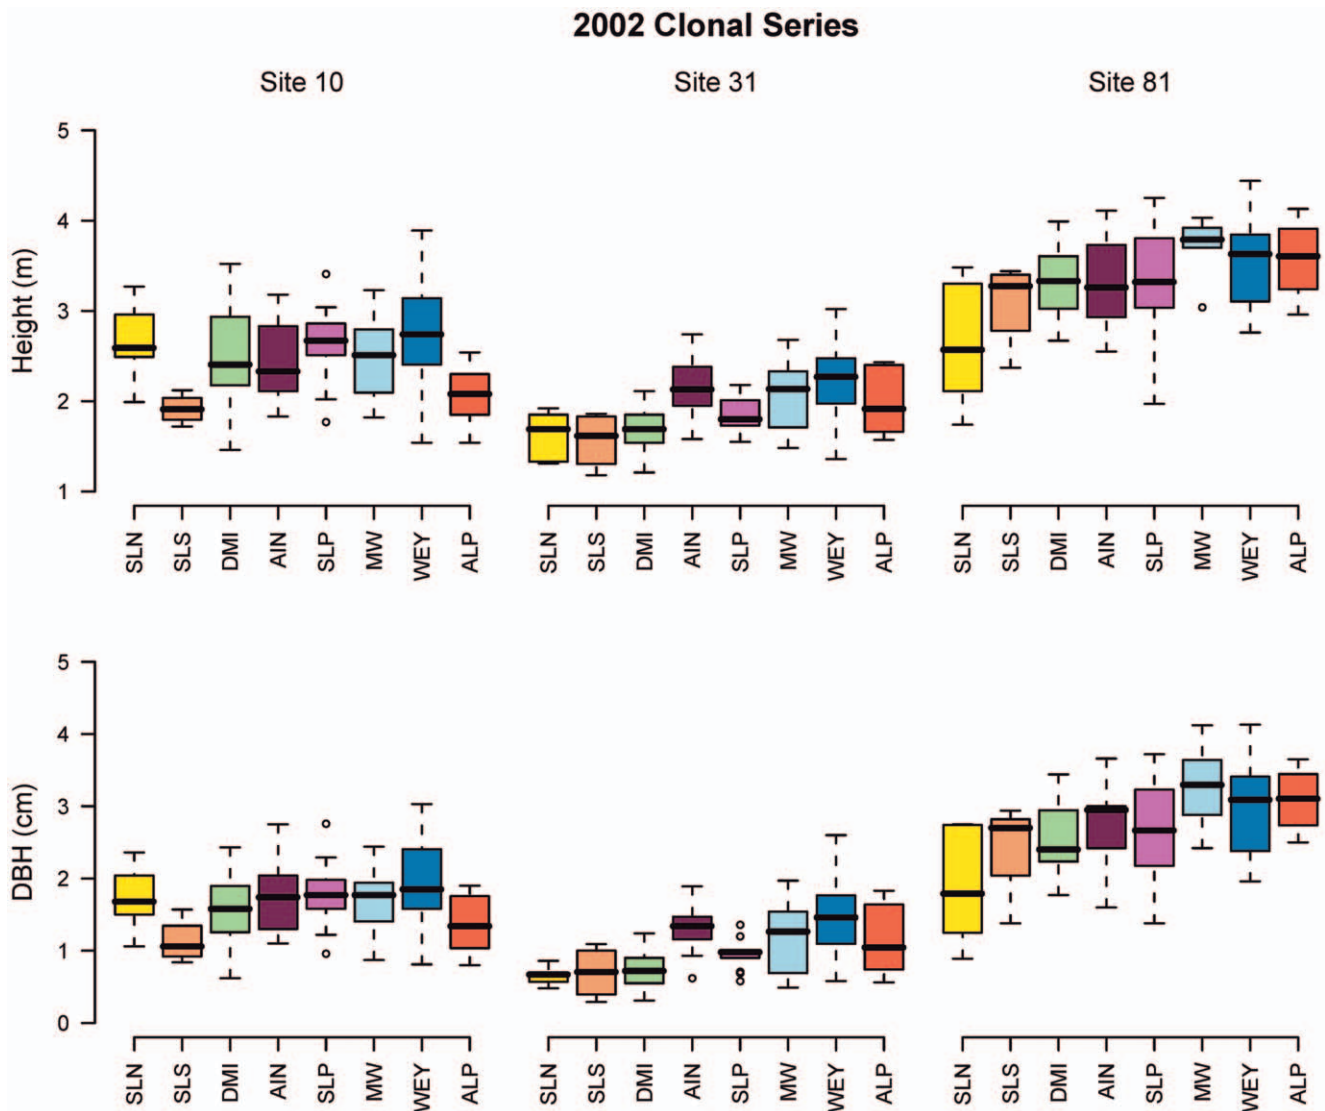 2002 Clonal Series
Site 10 Site 31 Site 81
Height (m)
5
4
3
2
1
SLN SLS DMI AIN SLP MW WEY ALP SLN SLS DMI AIN SLP MW WEY ALP SLN SLS DMI AIN SLP MW WEY ALP
DBH (cm)
5
4
3
2
1
0
SLN SLS DMI AIN SLP MW WEY ALP SLN SLS DMI AIN SLP MW WEY ALP SLN SLS DMI AIN SLP MW WEY ALP